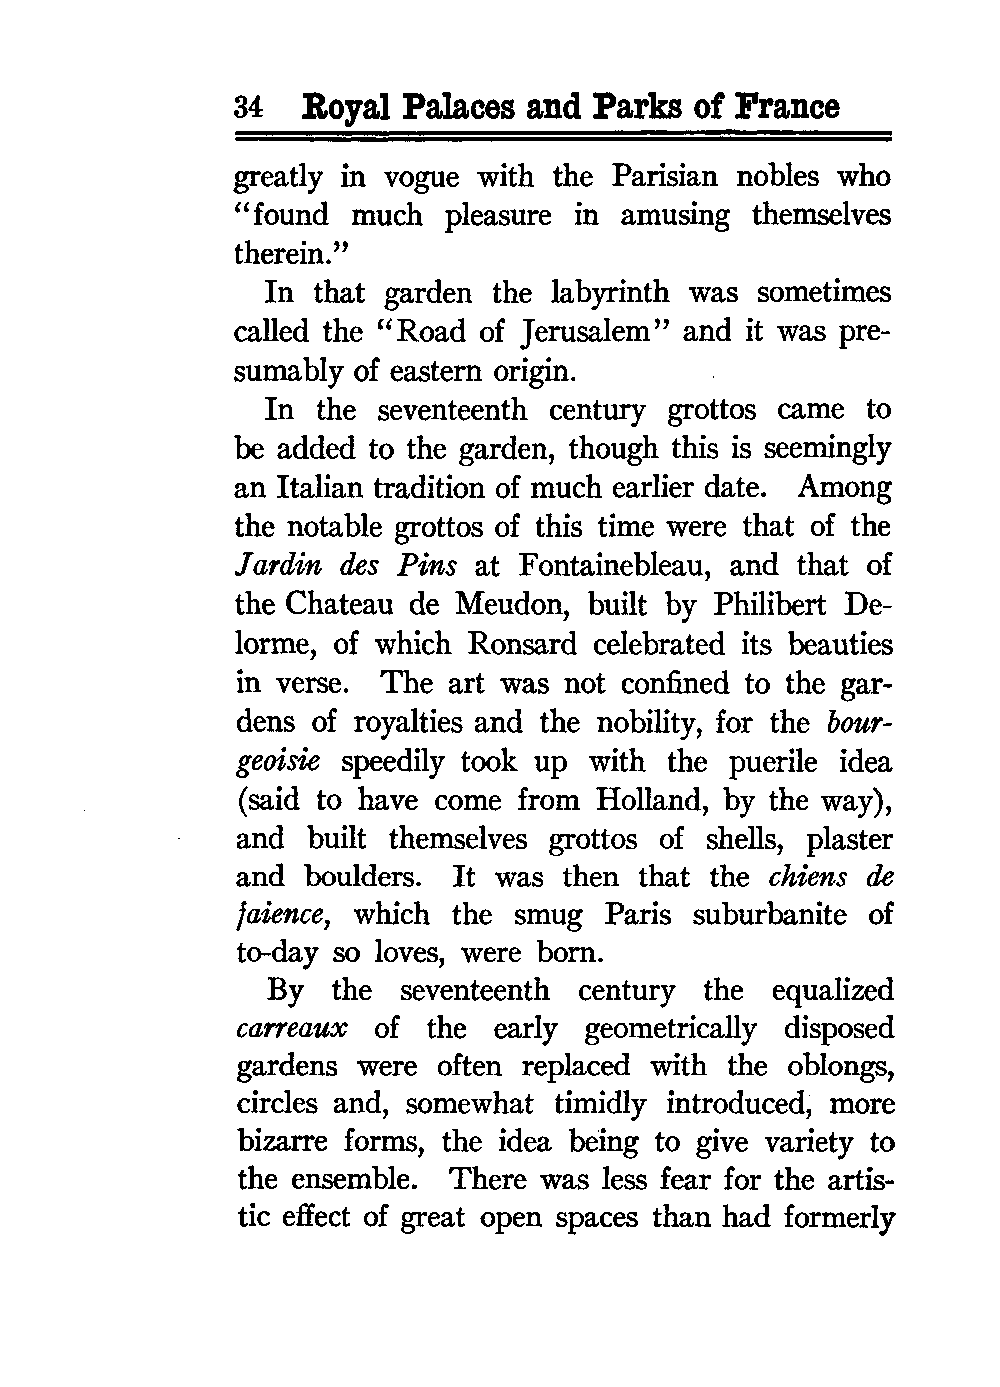 34 Royal Palaces and Parks of France
greatly in vogue with the Parisian nobles who
“found much pleasure in amusing themselves
therein.”
In that garden the labyrinth was sometimes
called the “Road of Jerusalem” and it was pre-
sumably of eastern origin.
In the seventeenth century grottos came to
be added to the garden, though this is seemingly
an Italian tradition of much earlier date. Among
the notable grottos of this time were that of the
Jardin des Pins at Fontainebleau, and that of
the Chateau de Meudon, built by Philibert De-
lorme, of which Ronsard celebrated its beauties
in verse. The art was not confined to the gar-
dens of royalties and the nobility, for the bour-
geoisie speedily took up with the puerile idea
(said to have come from Holland, by the way),
and built themselves grottos of shells, plaster
and boulders. It was then that the chiens de
faience, which the smug Paris suburbanite of
to-day so loves, were born.
By the seventeenth century the equalized
carreaux of the early geometrically disposed
gardens were often replaced with the oblongs,
circles and, somewhat timidly introduced, more
bizarre forms, the idea being to give variety to
the ensemble. There was less fear for the artis-
tic effect of great open spaces than had formerly